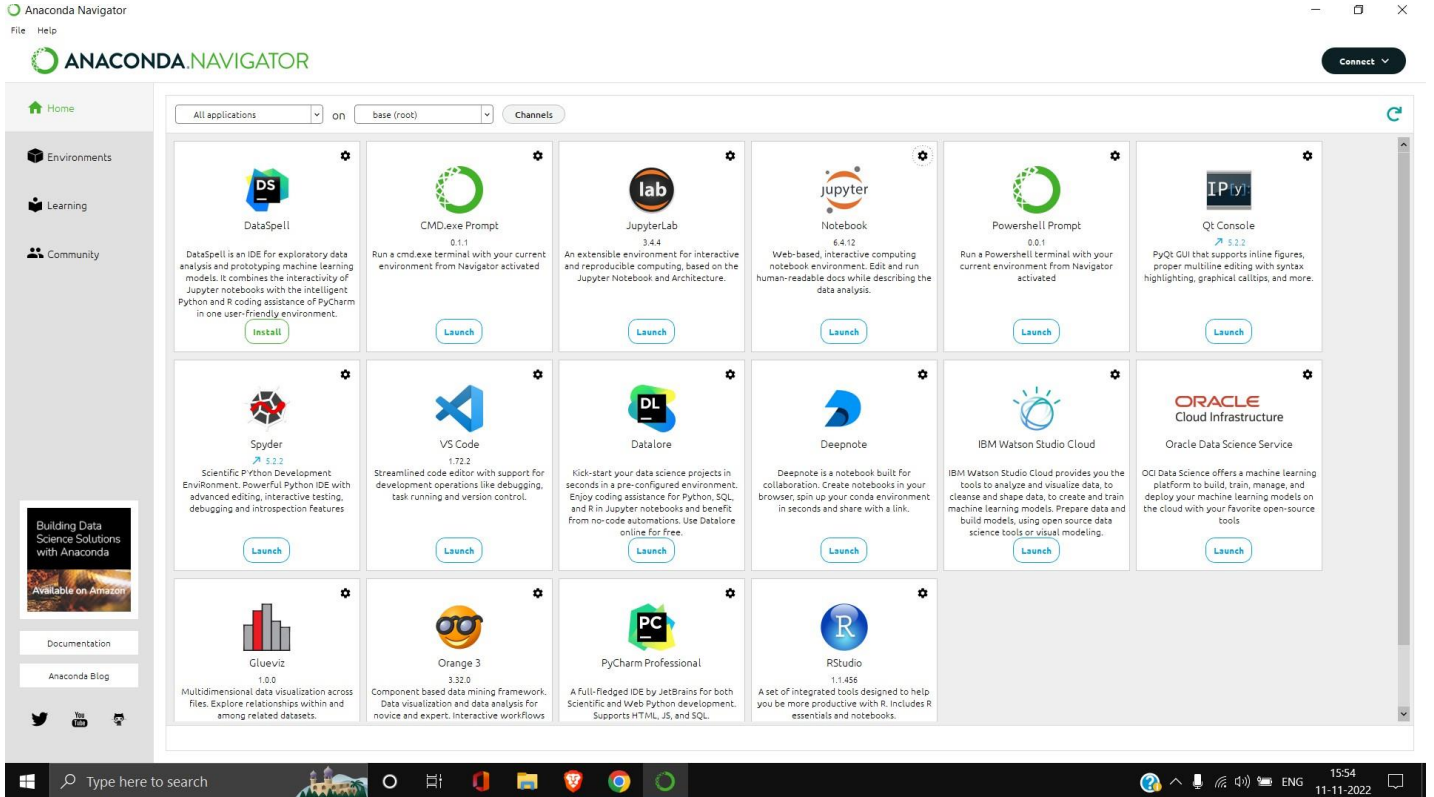 Anaconda Navigator
File Help
ANACONDA.NAVIGATOR
Connect
Home
Environments
Learning
Community
Building Data
Science Solutions
with Anaconda
Available on Amazon
Documentation
Anaconda Blog
You
Tube
All applications on base (root) Channels
DS
DataSpell
DataSpell is an IDE for exploratory data
analysis and prototyping machine learning
models. It combines the interactivity of
Jupyter notebooks with the intelligent
Python and R coding assistance of PyCharm
in one user-friendly environment.
Install
CMD.exe Prompt
0.1.1
Run a cmd.exe terminal with your current
environment from Navigator activated
Launch
lab
JupyterLab
3.4.4
An extensible environment for interactive
and reproducible computing, based on the
Jupyter Notebook and Architecture.
Launch
jupyter
Notebook
6.4.12
Web-based, interactive computing
notebook environment. Edit and run
human-readable docs while describing the
data analysis.
Launch
Powershell Prompt
0.0.1
Run a Powershell terminal with your
current environment from Navigator
activated
Launch
IP[y]:
Qt Console
5.2.2
PyQt GUI that supports inline figures,
proper multiline editing with syntax
highlighting, graphical calltips, and more.
Launch
Spyder
5.2.2
Scientific PYthon Development
EnviRonment. Powerful Python IDE with
advanced editing, interactive testing,
debugging and introspection features
Launch
VS Code
1.72.2
Streamlined code editor with support for
development operations like debugging,
task running and version control.
Launch
DL
Datalore
Kick-start your data science projects in
seconds in a pre-configured environment.
Enjoy coding assistance for Python, SQL,
and R in Jupyter notebooks and benefit
from no-code automations. Use Datalore
online for free.
Launch
Deepnote
Deepnote is a notebook built for
collaboration. Create notebooks in your
browser, spin up your conda environment
in seconds and share with a link.
Launch
IBM Watson Studio Cloud
IBM Watson Studio Cloud provides you the
tools to analyze and visualize data, to
cleanse and shape data, to create and train
machine learning models. Prepare data and
build models, using open source data
science tools or visual modeling.
Launch
ORACLE
Cloud Infrastructure
Oracle Data Science Service
OCI Data Science offers a machine learning
platform to build, train, manage, and
deploy your machine learning models on
the cloud with your favorite open-source
tools
Launch
Glueviz
1.0.0
Multidimensional data visualization across
files. Explore relationships within and
among related datasets.
Orange 3
3.32.0
Component based data mining framework.
Data visualization and data analysis for
novice and expert. Interactive workflows
PC
PyCharm Professional
A full-fledged IDE by JetBrains for both
Scientific and Web Python development.
Supports HTML, JS, and SQL.
R
RStudio
1.1.456
A set of integrated tools designed to help
you be more productive with R. Includes R
essentials and notebooks.
Type here to search
ENG
15:54
11-11-2022